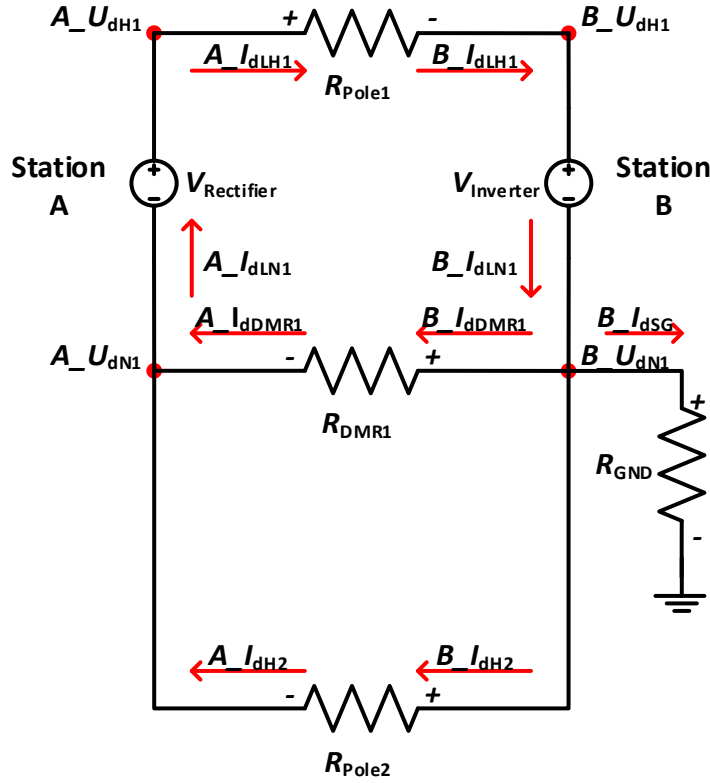 A_UdH1
B_UdH1
+
-
A_IdLH1
B_IdLH1
RPole1
Station
A
+
-
VRectifier
VInverter
+
-
Station
B
A_IdLN1
B_IdLN1
A_IdDMR1
B_IdDMR1
B_IdSG
A_UdN1
-
+
B_UdN1
RDMR1
+
RGND
-
A_IdH2
B_IdH2
-
+
RPole2